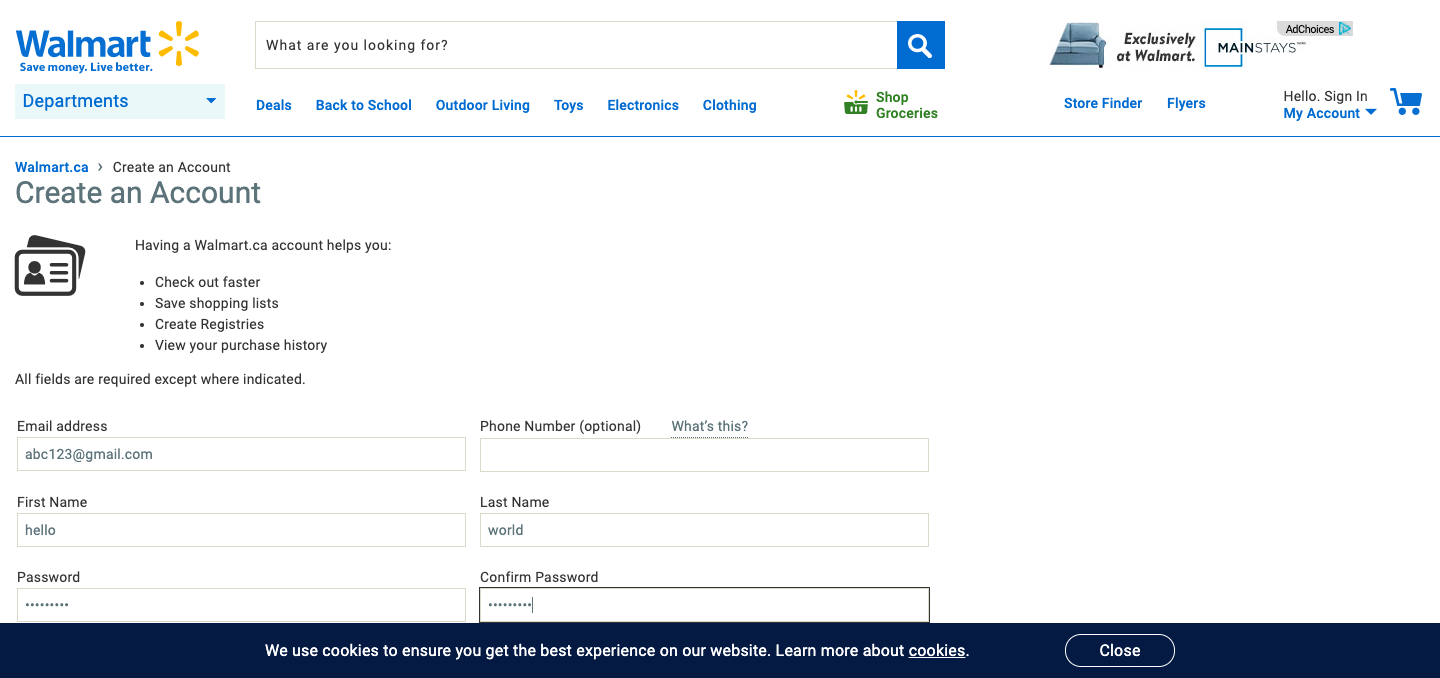 Walmart
Save money. Live better.
What are you looking for?
Exclusively
at Walmart.
MAINSTAYS
AdChoices
Departments
Deals
Back to School
Outdoor Living
Toys
Electronics
Clothing
Shop
Groceries
Store Finder
Flyers
Hello. Sign In
My Account
Walmart.ca › Create an Account
Create an Account
Having a Walmart.ca account helps you:
• Check out faster
• Save shopping lists
• Create Registries
• View your purchase history
All fields are required except where indicated.
Email address
abc123@gmail.com
Phone Number (optional) What's this?
First Name
hello
Last Name
world
Password
•••••••••
Confirm Password
•••••••••
We use cookies to ensure you get the best experience on our website. Learn more about cookies.
Close